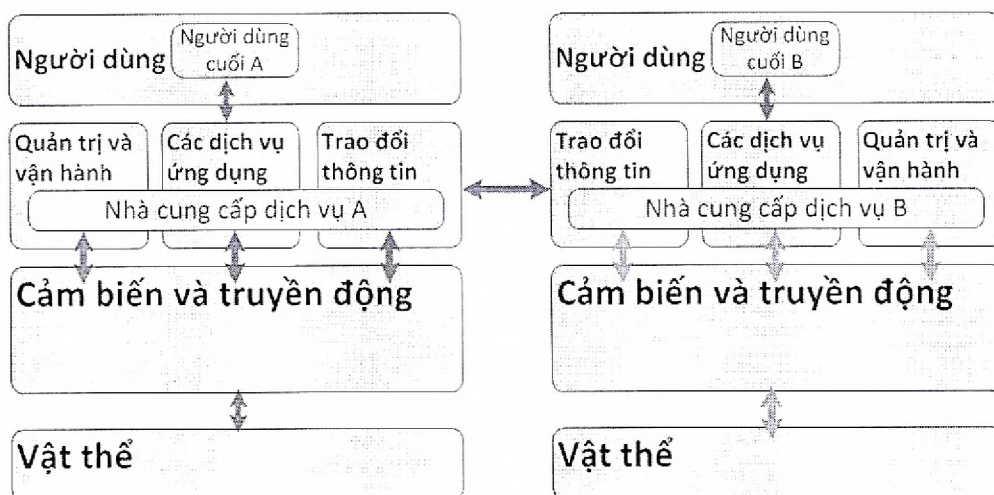 Người dùng
Người dùng
cuối A
Quản trị và
vận hành
Các dịch vụ
ứng dụng
Trao đổi
thông tin
Nhà cung cấp dịch vụ A
Cảm biến và truyền động
Vật thể
Người dùng
Người dùng
cuối B
Trao đổi
thông tin
Các dịch vụ
ứng dụng
Quản trị và
vận hành
Nhà cung cấp dịch vụ B
Cảm biến và truyền động
Vật thể